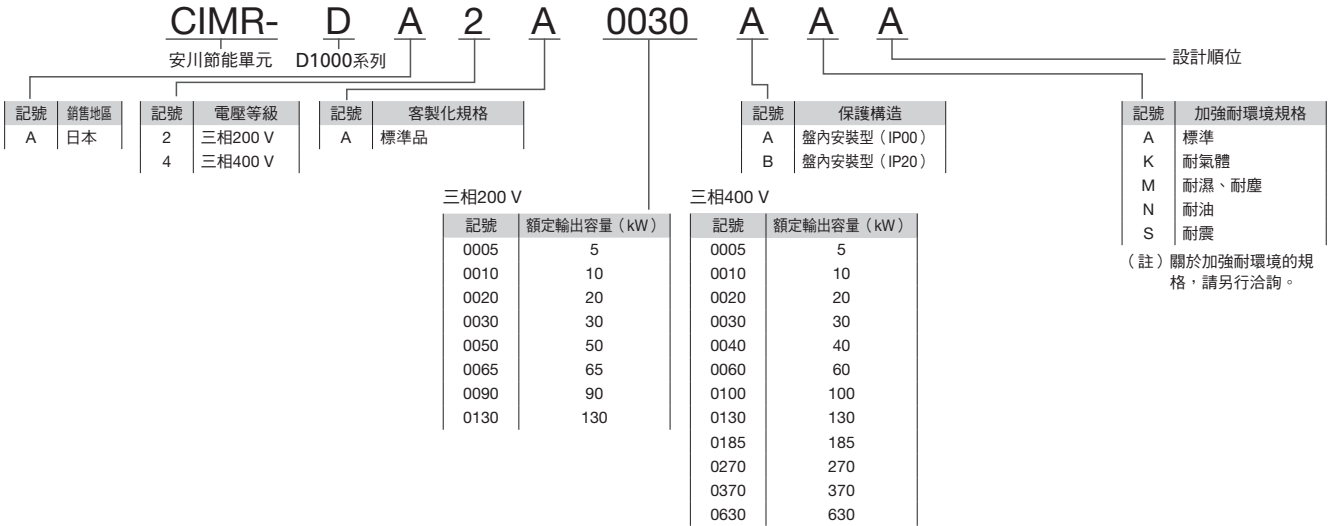 CIMR- D A 2 A 0030 A A A
安川節能單元 D1000系列 設計順位
記號 銷售地區
A 日本
記號 電壓等級
2 三相200 V
4 三相400 V
記號 客製化規格
A 標準品
記號 保護構造
A 盤內安裝型（IP00）
B 盤內安裝型（IP20）
記號 加強耐環境規格
A 標準
K 耐氣體
M 耐濕、耐塵
N 耐油
S 耐震
（註）關於加強耐環境的規
格，請另行洽詢。
三相200 V
記號 額定輸出容量（kW）
0005 5
0010 10
0020 20
0030 30
0050 50
0065 65
0090 90
0130 130
三相400 V
記號 額定輸出容量（kW）
0005 5
0010 10
0020 20
0030 30
0040 40
0060 60
0100 100
0130 130
0185 185
0270 270
0370 370
0630 630